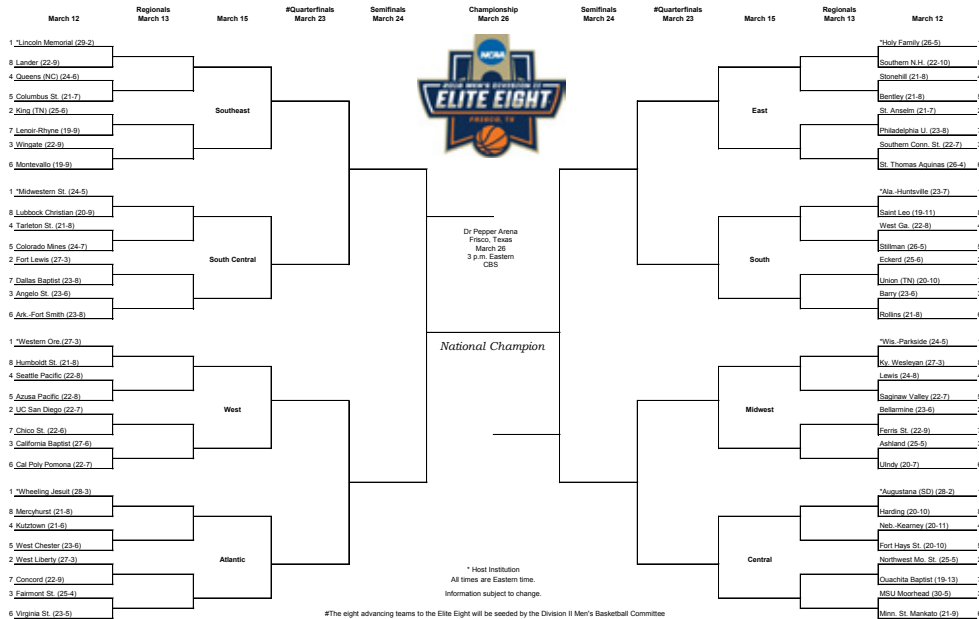 Regionals #Quarterfinals Semifinals Championship Semifinals #Quarterfinals Regionals
March 12 March 13 March 15 March 23 March 24 March 26 March 24 March 23 March 15 March 13 March 12
1 *Lincoln Memorial (29-2)
8 Lander (22-9)
4 Queens (NC) (24-6)
5 Columbus St. (21-7)
Southeast
2 King (TN) (25-6)
7 Lenoir-Rhyne (19-9)
3 Wingate (22-9)
6 Montevallo (19-9)
1 *Midwestern St. (24-5)
8 Lubbock Christian (20-9)
4 Tarleton St. (21-8)
5 Colorado Mines (24-7)
South Central
2 Fort Lewis (27-3)
7 Dallas Baptist (23-8)
3 Angelo St. (23-6)
6 Ark.-Fort Smith (23-8)
1 *Western Ore.(27-3)
8 Humboldt St. (21-8)
4 Seattle Pacific (22-8)
5 Azusa Pacific (22-8)
West
2 UC San Diego (22-7)
7 Chico St. (22-6)
3 California Baptist (27-6)
6 Cal Poly Pomona (22-7)
1 *Wheeling Jesuit (28-3)
8 Mercyhurst (21-8)
4 Kutztown (21-6)
5 West Chester (23-6)
Atlantic
2 West Liberty (27-3)
7 Concord (22-9)
3 Fairmont St. (25-4)
6 Virginia St. (23-5)
NCAA
2016 MEN'S DIVISION II
ELITE EIGHT
FRISCO, TX
Dr Pepper Arena
Frisco, Texas
March 26
3 p.m. Eastern
CBS
National Champion
* Host Institution
All times are Eastern time.
Information subject to change.
#The eight advancing teams to the Elite Eight will be seeded by the Division II Men's Basketball Committee
*Holy Family (26-5)
Southern N.H. (22-10)
Stonehill (21-8)
Bentley (21-8)
East
St. Anselm (21-7)
Philadelphia U. (23-8)
Southern Conn. St. (22-7)
St. Thomas Aquinas (26-4)
*Ala.-Huntsville (23-7)
Saint Leo (19-11)
West Ga. (22-8)
Stillman (26-5)
South
Eckerd (25-6)
Union (TN) (20-10)
Barry (23-6)
Rollins (21-8)
*Wis.-Parkside (24-5)
Ky. Wesleyan (27-3)
Lewis (24-8)
Saginaw Valley (22-7)
Midwest
Bellarmine (23-6)
Ferris St. (22-9)
Ashland (25-5)
UIndy (20-7)
*Augustana (SD) (28-2)
Harding (20-10)
Neb.-Kearney (20-11)
Fort Hays St. (20-10)
Central
Northwest Mo. St. (25-5)
Ouachita Baptist (19-13)
MSU Moorhead (30-5)
Minn. St. Mankato (21-9)